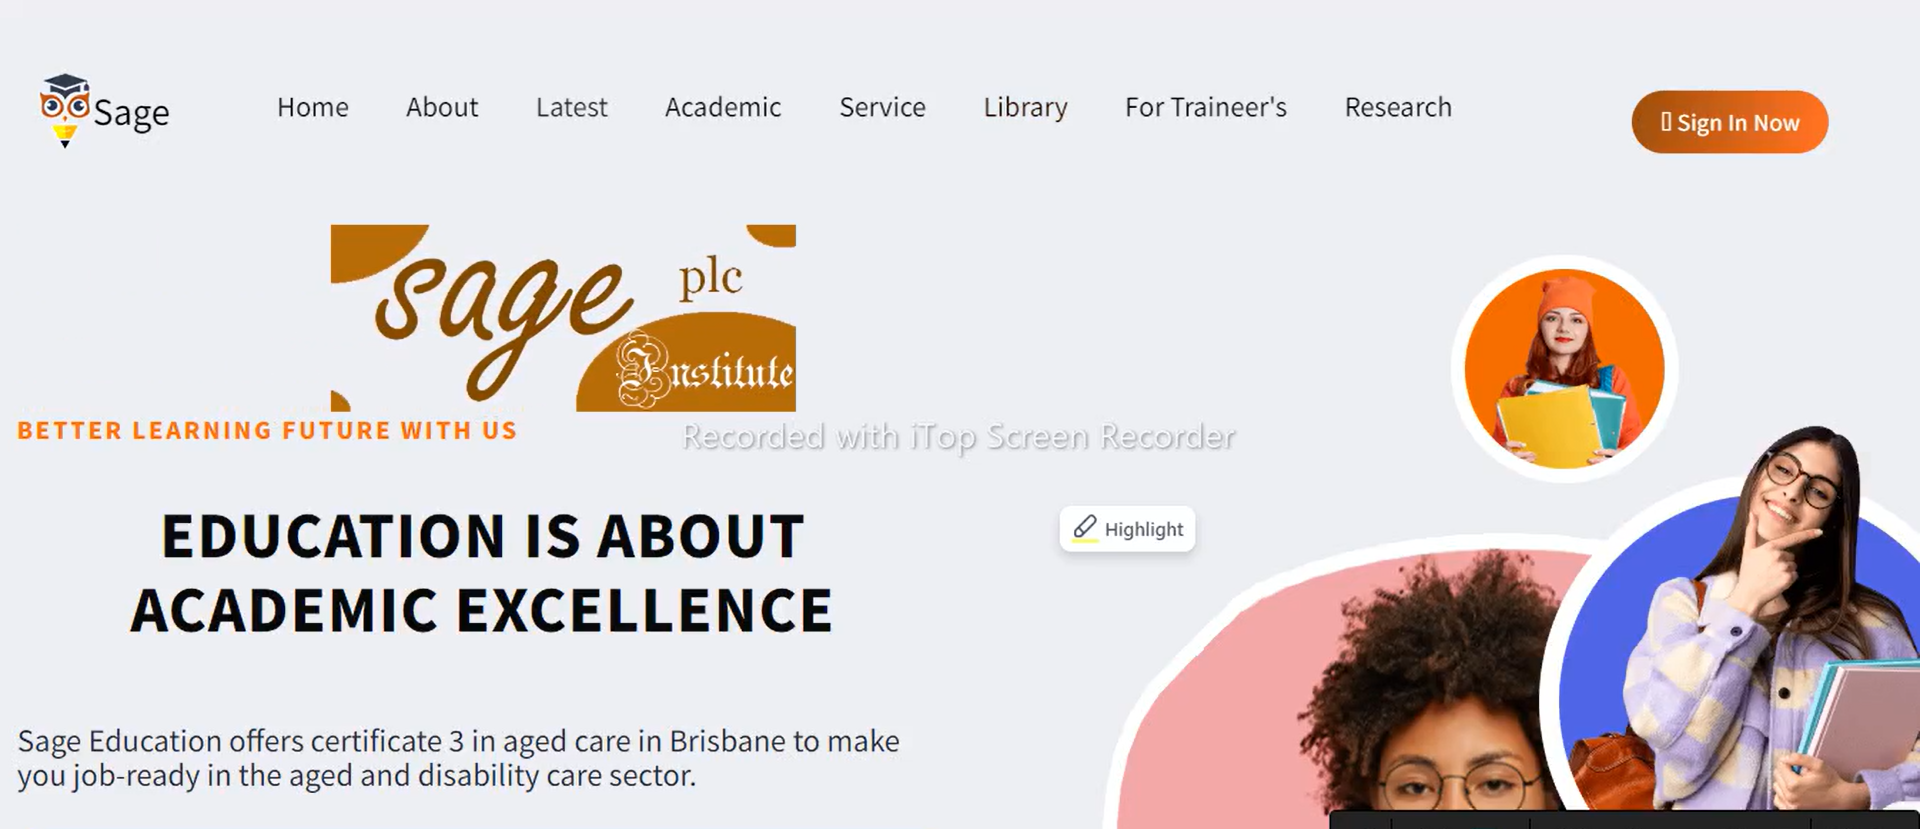 Sage
Home About Latest Academic Service Library For Traineer's Research
Sign In Now
sage plc
Institute
BETTER LEARNING FUTURE WITH US
Recorded with iTop Screen Recorder
EDUCATION IS ABOUT
ACADEMIC EXCELLENCE
Highlight
Sage Education offers certificate 3 in aged care in Brisbane to make
you job-ready in the aged and disability care sector.